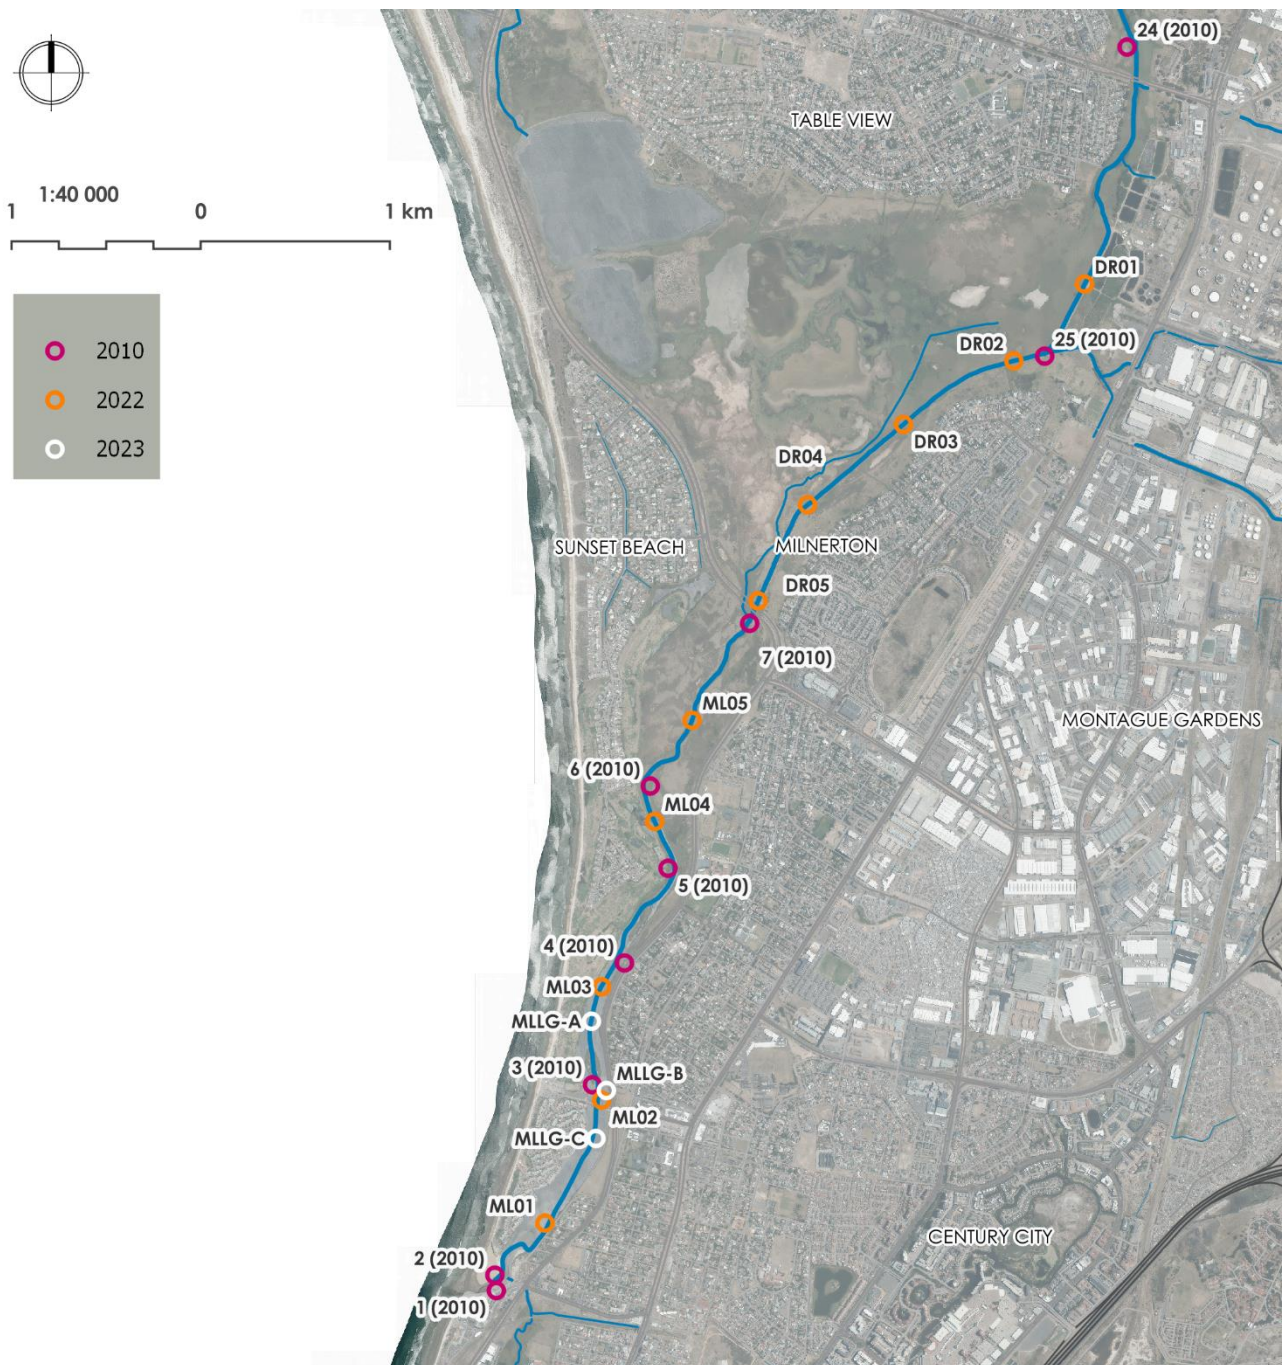 24 (2010)
1:40 000
1 0 1 km
TABLE VIEW
2010
2022
2023
DR01
25 (2010)
DR02
DR03
DR04
SUNSET BEACH
MILNERTON
DR05
7 (2010)
ML05
MONTAGUE GARDENS
6 (2010)
ML04
5 (2010)
4 (2010)
ML03
MLLG-A
3 (2010)
MLLG-B
ML02
MLLG-C
ML01
CENTURY CITY
2 (2010)
1 (2010)